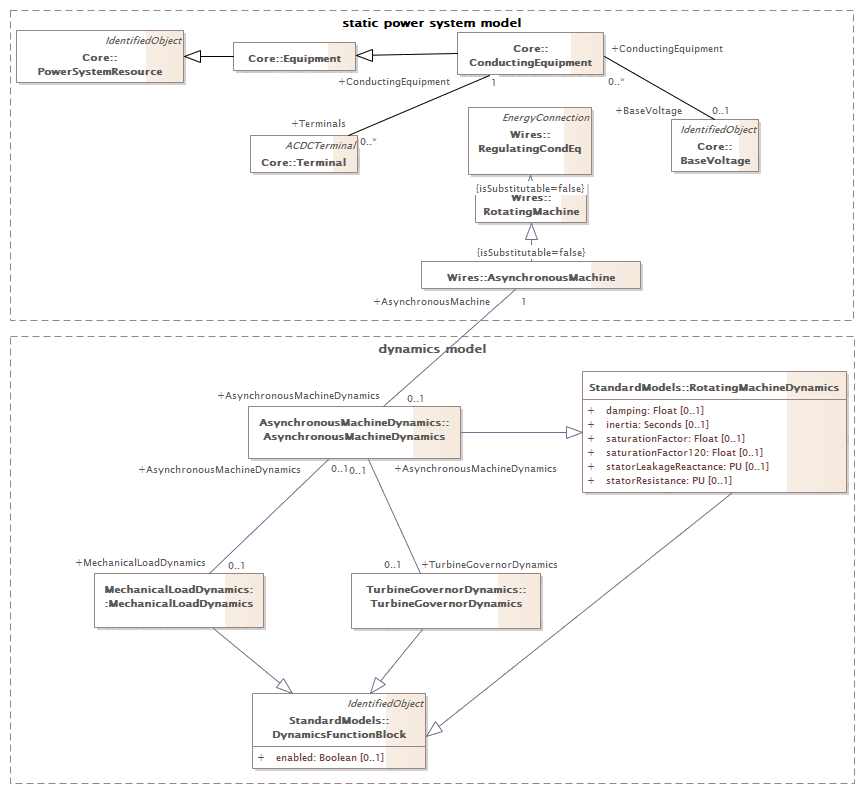 static power system model
IdentifiedObject
Core::
PowerSystemResource
Core::Equipment
Core::
ConductingEquipment
+ConductingEquipment
0..*
+ConductingEquipment
1
+BaseVoltage
0..1
+Terminals
0..*
ACDCTerminal
Core::Terminal
EnergyConnection
Wires::
RegulatingCondEq
IdentifiedObject
Core::
BaseVoltage
{isSubstitutable=false}
Wires::
RotatingMachine
{isSubstitutable=false}
Wires::AsynchronousMachine
+AsynchronousMachine
1
dynamics model
+AsynchronousMachineDynamics
0..1
AsynchronousMachineDynamics::
AsynchronousMachineDynamics
StandardModels::RotatingMachineDynamics
+ damping: Float [0..1]
+ inertia: Seconds [0..1]
+ saturationFactor: Float [0..1]
+ saturationFactor120: Float [0..1]
+ statorLeakageReactance: PU [0..1]
+ statorResistance: PU [0..1]
+AsynchronousMachineDynamics
0..1
0..1
+AsynchronousMachineDynamics
+MechanicalLoadDynamics
0..1
0..1
+TurbineGovernorDynamics
MechanicalLoadDynamics:
:MechanicalLoadDynamics
TurbineGovernorDynamics::
TurbineGovernorDynamics
IdentifiedObject
StandardModels::
DynamicsFunctionBlock
+ enabled: Boolean [0..1]